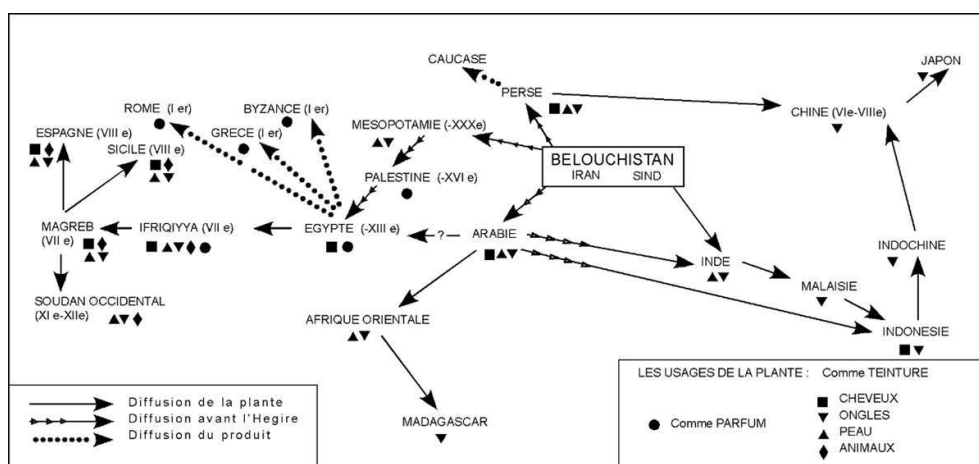 CAUCASE
JAPON
PERSE
ROME (I er)
BYZANCE (I er)
CHINE (VIe-VIIIe)
MESOPOTAMIE (-XXXe)
ESPAGNE (VIII e)
GRECE (I er)
SICILE (VIII e)
BELOUCHISTAN
IRAN SIND
PALESTINE (-XVI e)
MAGREB
(VII e)
IFRIQIYYA (VII e)
EGYPTE (-XIII e)
?
ARABIE
INDOCHINE
INDE
MALAISIE
SOUDAN OCCIDENTAL
(XI e-XIIe)
AFRIQUE ORIENTALE
INDONESIE
MADAGASCAR
Diffusion de la plante
Diffusion avant l'Hegire
Diffusion du produit
LES USAGES DE LA PLANTE : Comme TEINTURE
Comme PARFUM
CHEVEUX
ONGLES
PEAU
ANIMAUX